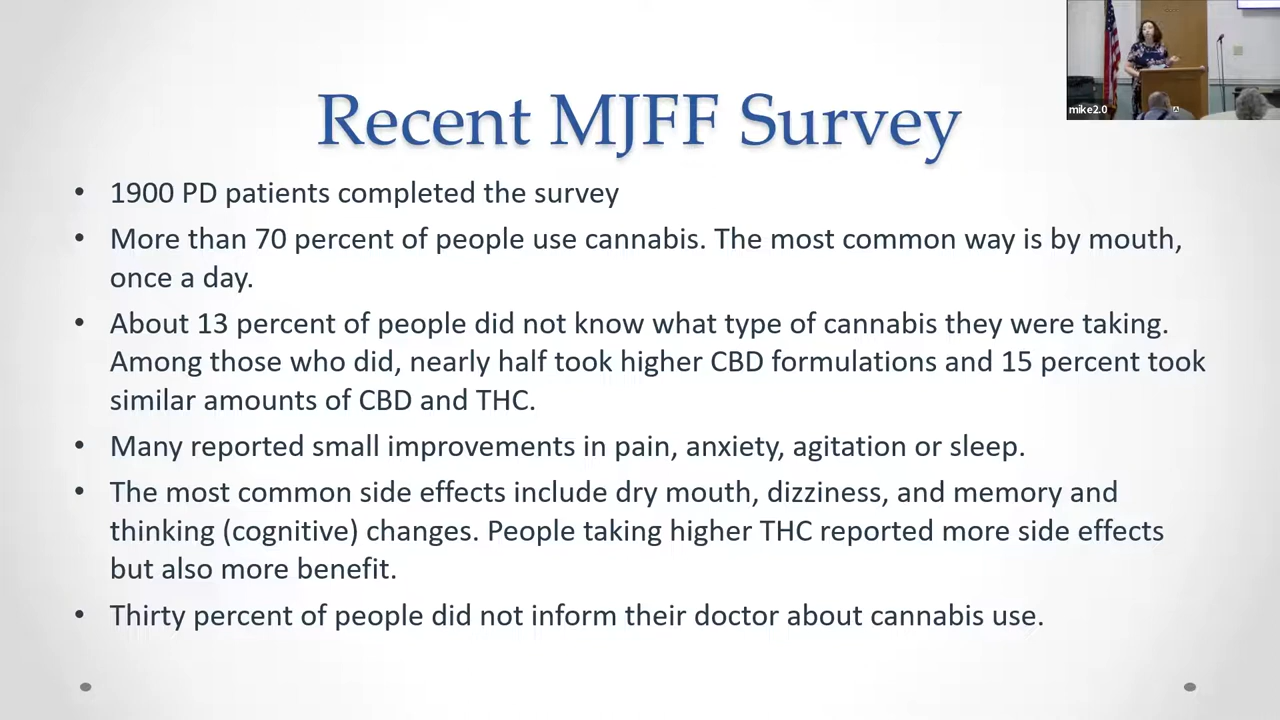 mike2.0
Recent MJFF Survey
• 1900 PD patients completed the survey
• More than 70 percent of people use cannabis. The most common way is by mouth,
once a day.
• About 13 percent of people did not know what type of cannabis they were taking.
Among those who did, nearly half took higher CBD formulations and 15 percent took
similar amounts of CBD and THC.
• Many reported small improvements in pain, anxiety, agitation or sleep.
• The most common side effects include dry mouth, dizziness, and memory and
thinking (cognitive) changes. People taking higher THC reported more side effects
but also more benefit.
• Thirty percent of people did not inform their doctor about cannabis use.